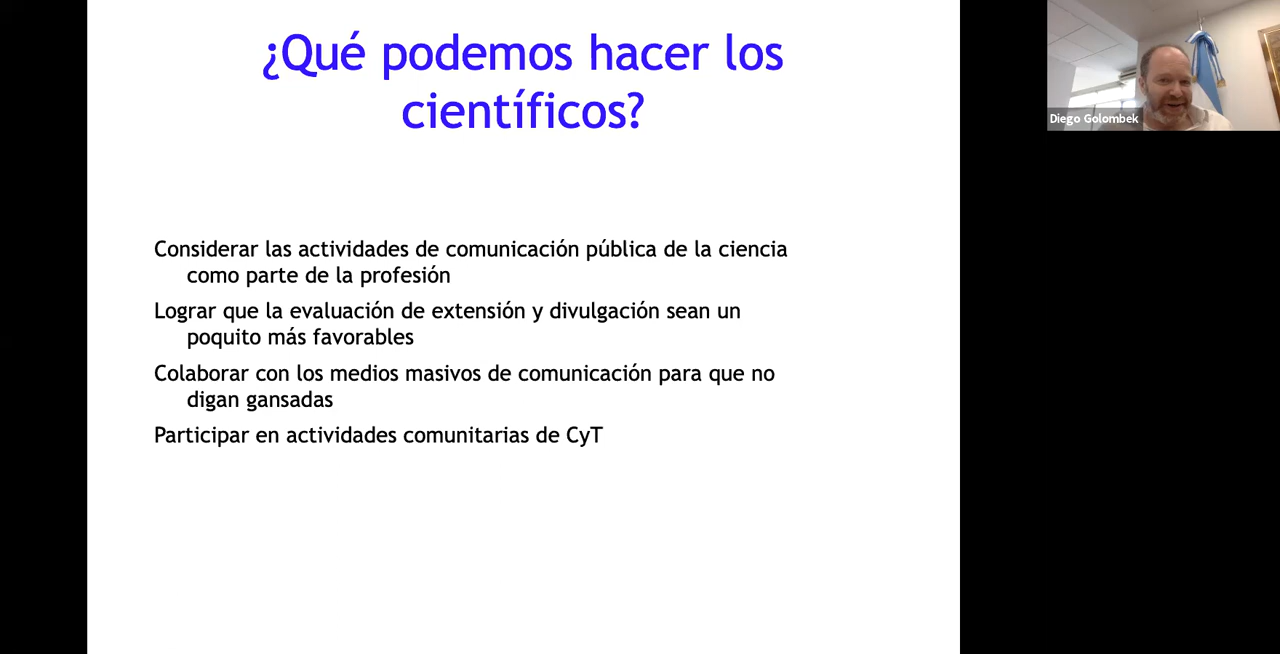 ¿Qué podemos hacer los
científicos?
Considerar las actividades de comunicación pública de la ciencia
como parte de la profesión
Lograr que la evaluación de extensión y divulgación sean un
poquito más favorables
Colaborar con los medios masivos de comunicación para que no
digan gansadas
Participar en actividades comunitarias de CyT
Diego Golombek